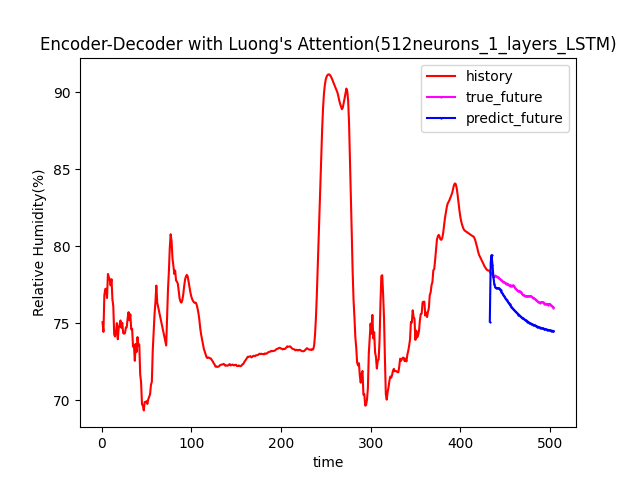 Encoder-Decoder with Luong's Attention(512neurons_1_layers_LSTM)
history
true_future
predict_future
90
85
80
75
70
Relative Humidity(%)
0 100 200 300 400 500
time